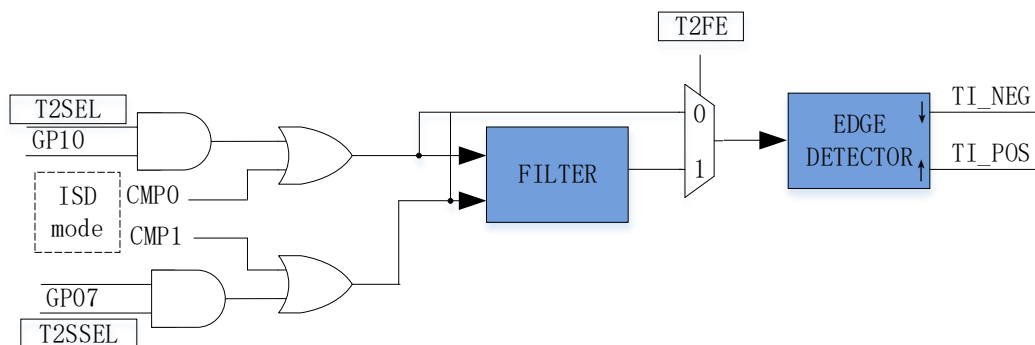 T2FE
T2SEL
GP10
0
EDGE
DETECTOR
TI_NEG
TI_POS
ISD
mode
CMP0
FILTER
1
CMP1
GP07
T2SSEL